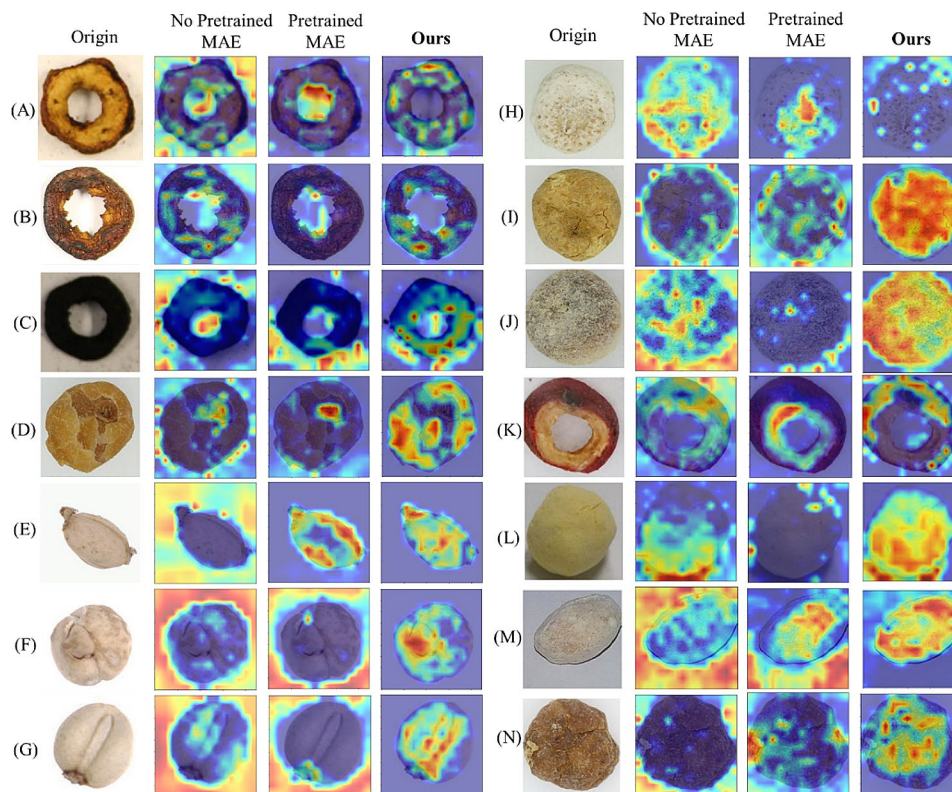 Origin No Pretrained MAE Pretrained MAE Ours Origin No Pretrained MAE Pretrained MAE Ours
(A)
(B)
(C)
(D)
(E)
(F)
(G)
(H)
(I)
(J)
(K)
(L)
(M)
(N)